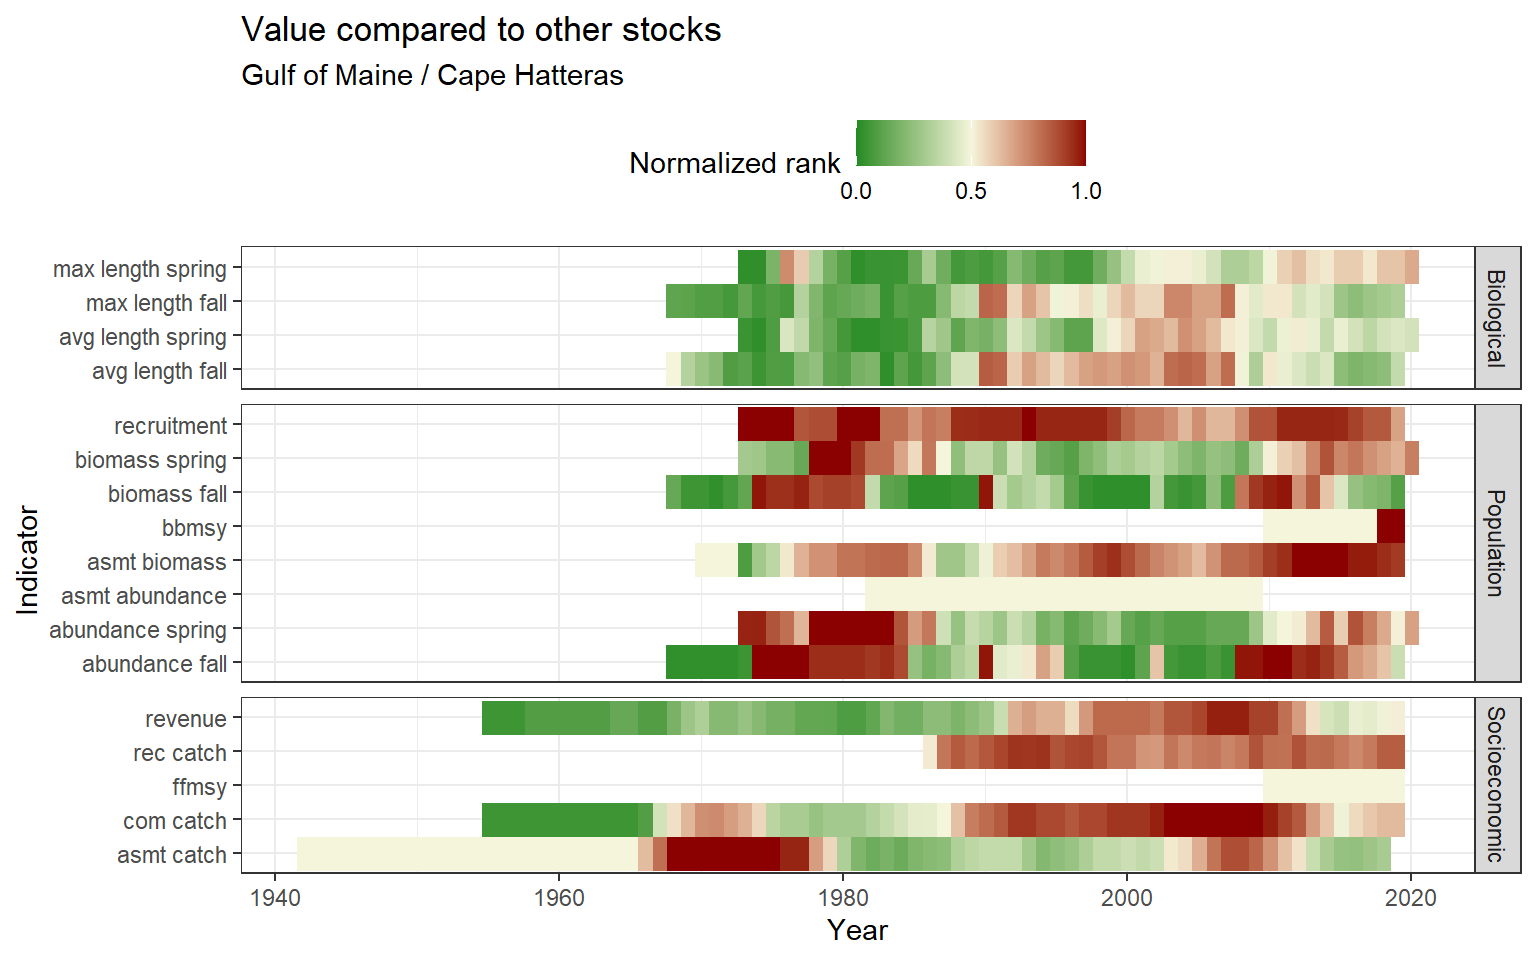 Value compared to other stocks
Gulf of Maine / Cape Hatteras
Normalized rank
0.0 0.5 1.0
max length spring
max length fall
avg length spring
avg length fall
Biological
recruitment
biomass spring
biomass fall
bbmsy
asmt biomass
asmt abundance
abundance spring
abundance fall
Population
revenue
rec catch
ffmsy
com catch
asmt catch
Socioeconomic
Indicator
1940 1960 1980 2000 2020
Year